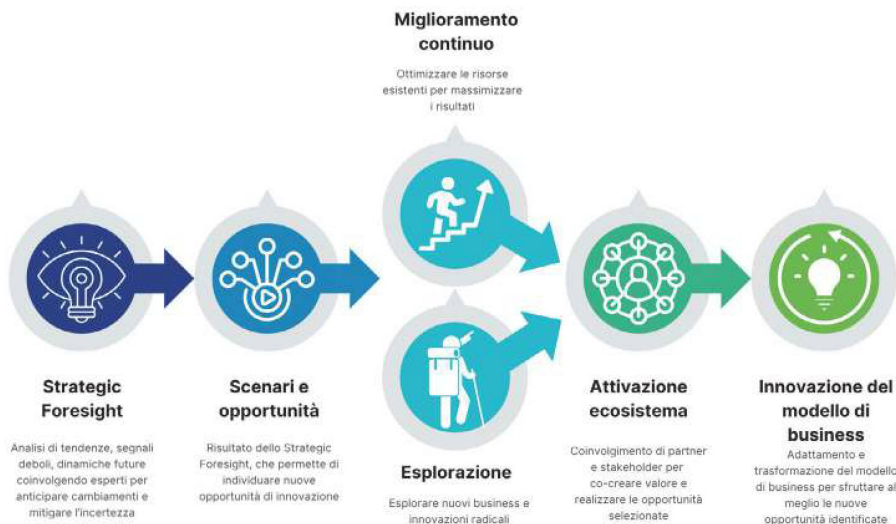 Miglioramento
continuo
Ottimizzare le risorse
esistenti per massimizzare
i risultati
Strategic
Foresight
Analisi di tendenze, segnali
deboli, dinamiche future
coinvolgendo esperti per
anticipare cambiamenti e
mitigare l'incertezza
Scenari e
opportunità
Risultato dello Strategic
Foresight, che permette di
individuare nuove
opportunità di innovazione
Esplorazione
Esplorare nuovi business e
innovazioni radicali
Attivazione
ecosistema
Coinvolgimento di partner
e stakeholder per
co-creare valore e
realizzare le opportunità
selezionate
Innovazione del
modello di
business
Adattamento e
trasformazione del modello
di business per sfruttare al
meglio le nuove
opportunità identificate